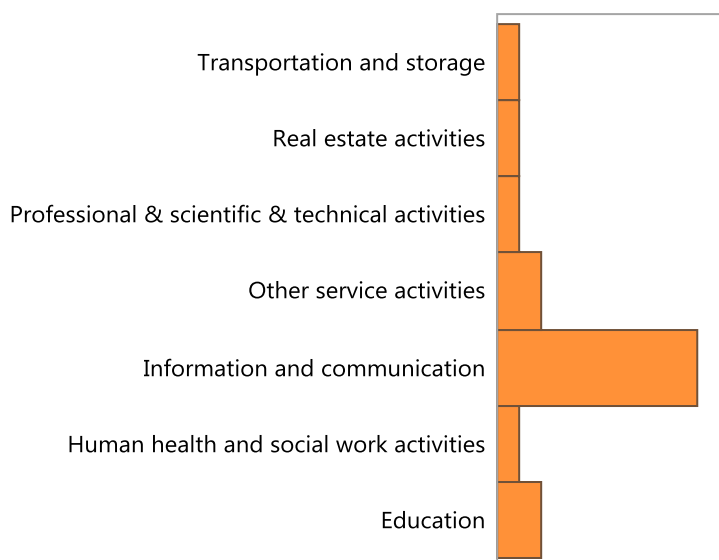 Transportation and storage
Real estate activities
Professional & scientific & technical activities
Other service activities
Information and communication
Human health and social work activities
Education